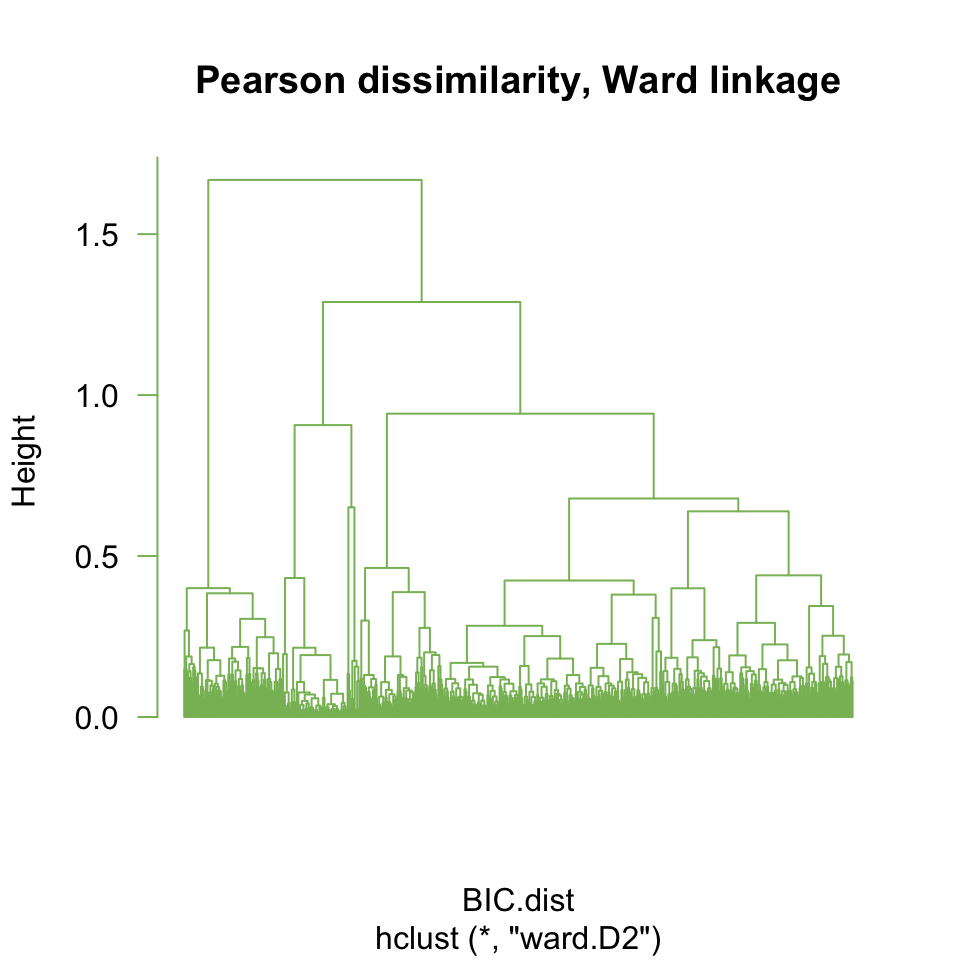 Pearson dissimilarity, Ward linkage
Height
1.5
1.0
0.5
0.0
BIC.dist
hclust (*, "ward.D2")